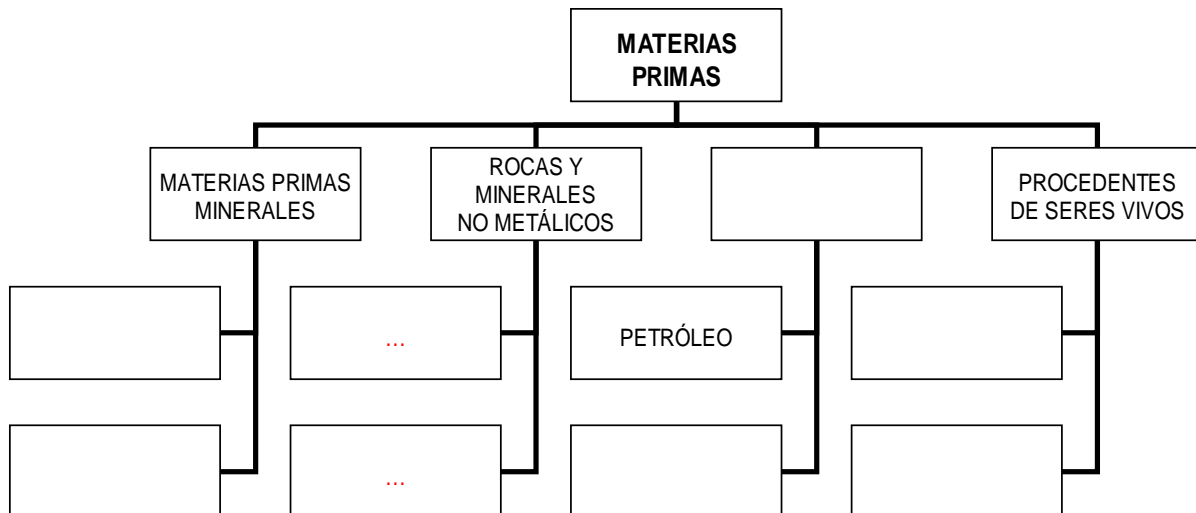 MATERIAS
PRIMAS
MATERIAS PRIMAS
MINERALES
ROCAS Y
MINERALES
NO METÁLICOS
PROCEDENTES
DE SERES VIVOS
...
PETRÓLEO
...